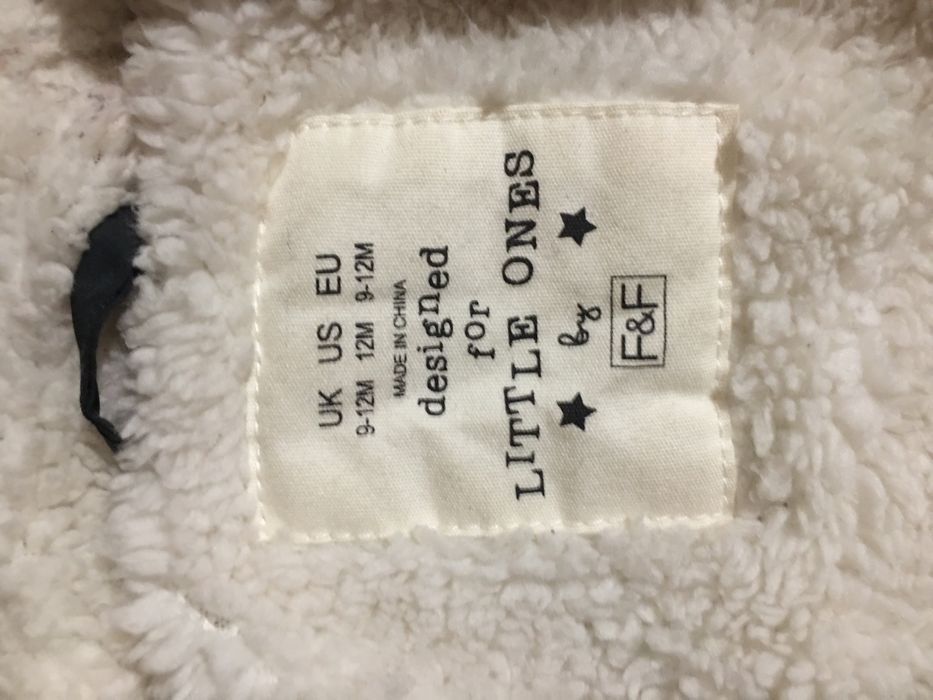 UK US EU
9-12M 12M 9-12M
MADE IN CHINA
designed
for
LITTLE ONES
by
F&F